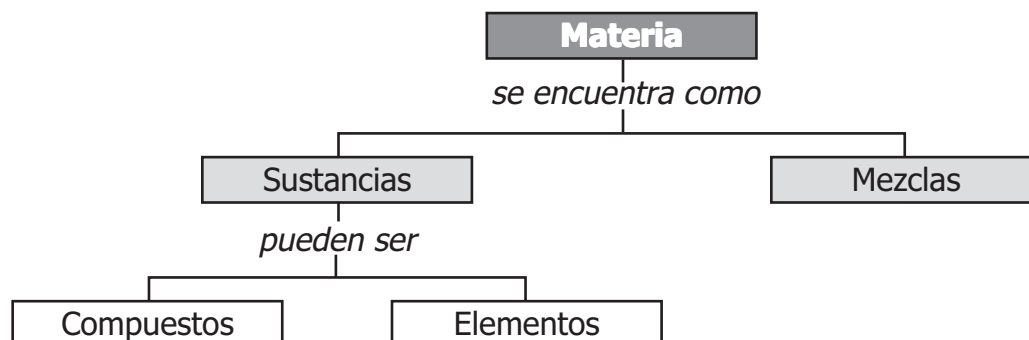 Materia
se encuentra como
Sustancias
Mezclas
pueden ser
Compuestos
Elementos